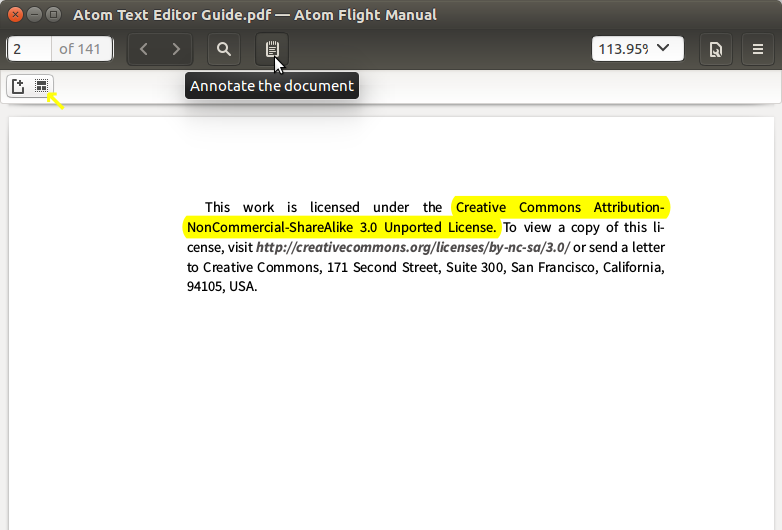 Atom Text Editor Guide.pdf — Atom Flight Manual
2 of 141 113.95%
Annotate the document
This work is licensed under the Creative Commons Attribution-
NonCommercial-ShareAlike 3.0 Unported License. To view a copy of this li-
cense, visit http://creativecommons.org/licenses/by-nc-sa/3.0/ or send a letter
to Creative Commons, 171 Second Street, Suite 300, San Francisco, California,
94105, USA.